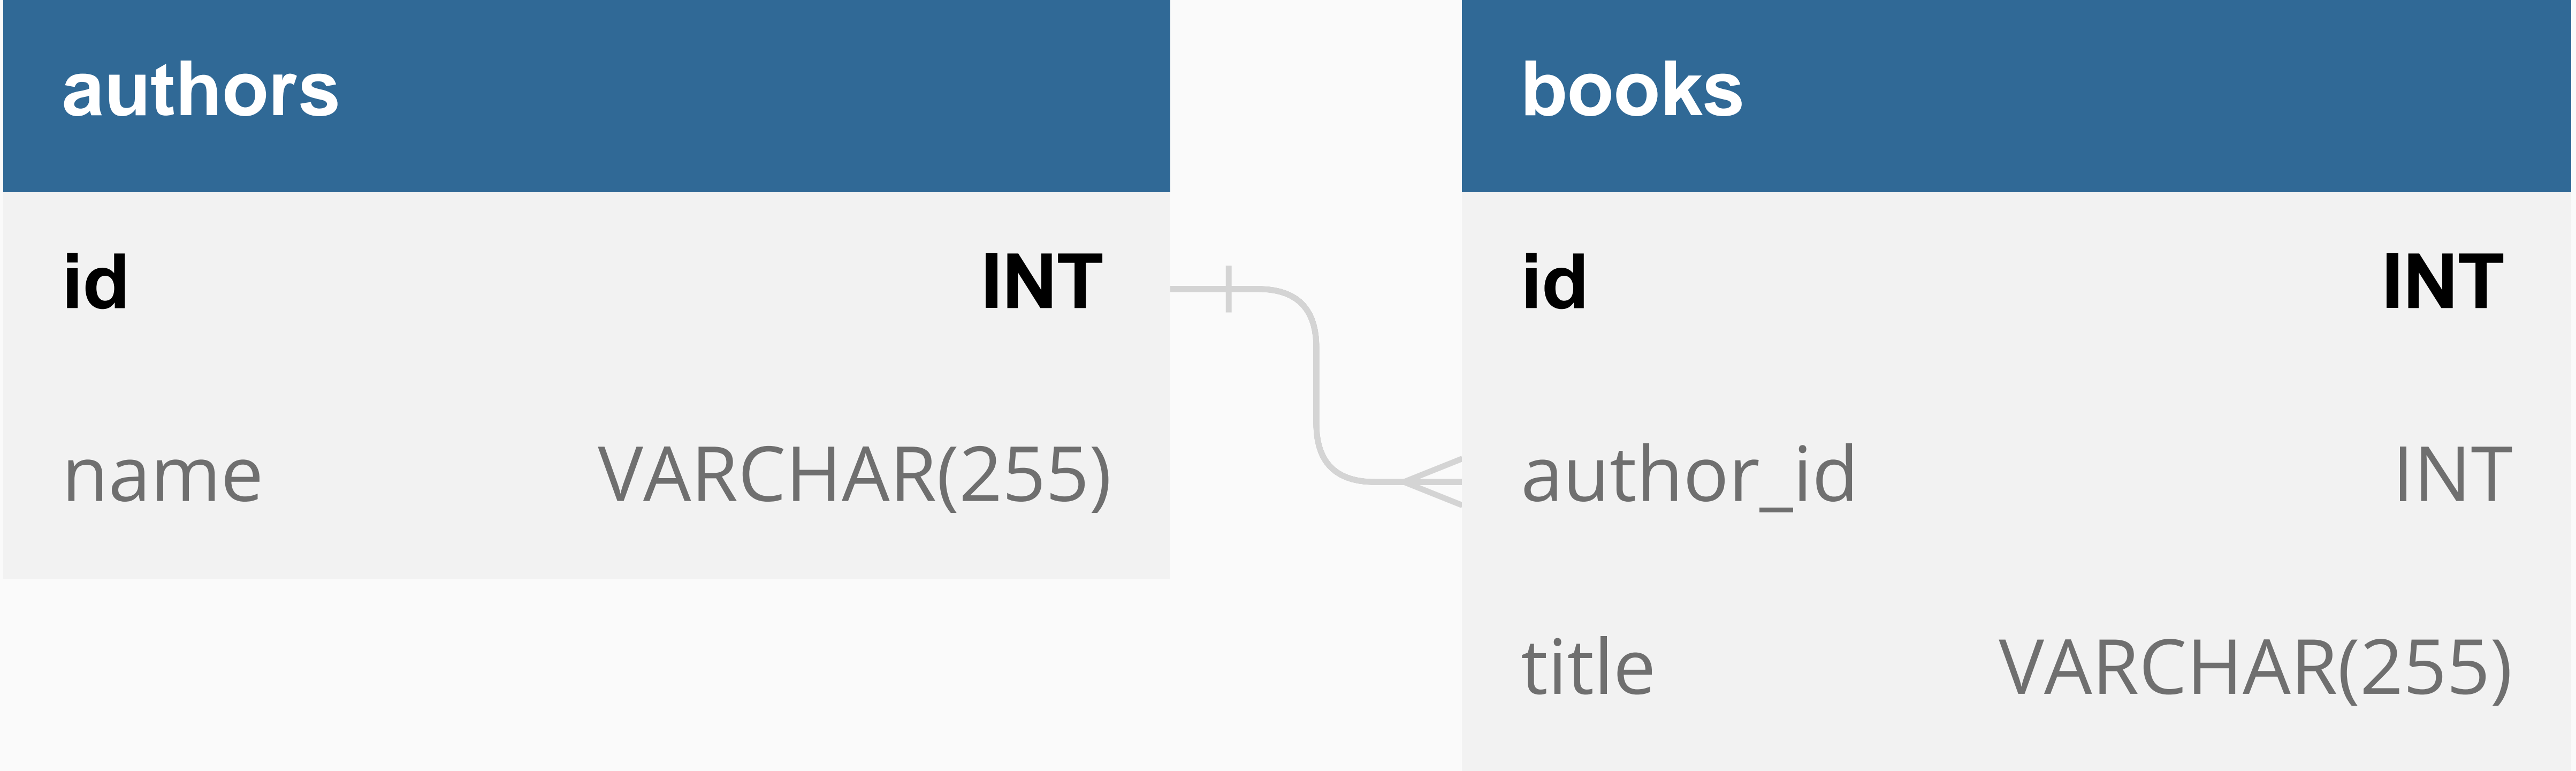 authors
id INT
name VARCHAR(255)
books
id INT
author_id INT
title VARCHAR(255)